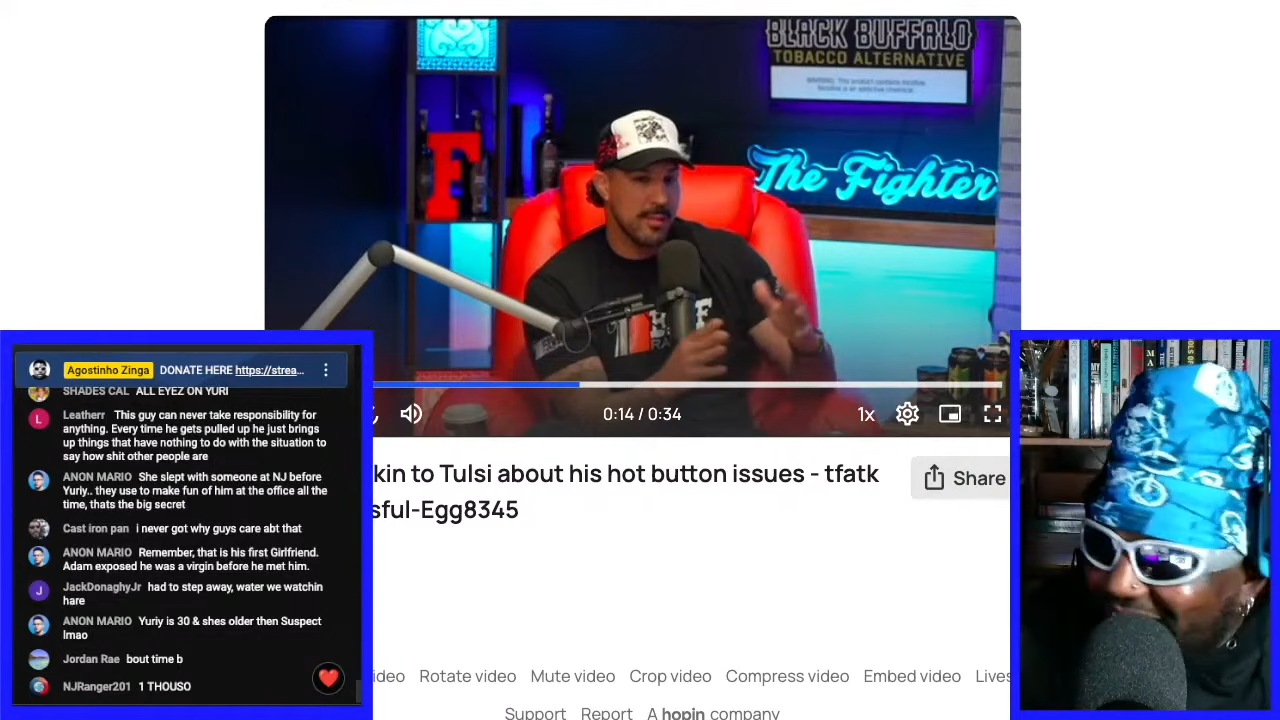 BLACK BUFFALO
TOBACCO ALTERNATIVE
F
The Fighter
0:14 / 0:34
1x
kin to Tulsi about his hot button issues - tfatk
sful-Egg8345
Share
Agostinho Zinga DONATE HERE https://strea...
SHADES CAL ALL EYEZ ON YURI
L
Leatherr This guy can never take responsibility for
anything. Every time he gets pulled up he just brings
up things that have nothing to do with the situation to
say how shit other people are
ANON MARIO She slept with someone at NJ before
Yuriy.. they use to make fun of him at the office all the
time, thats the big secret
Cast iron pan i never got why guys care abt that
ANON MARIO Remember, that is his first Girlfriend.
Adam exposed he was a virgin before he met him.
J
JackDonaghyJr had to step away, water we watchin
hare
ANON MARIO Yuriy is 30 & shes older then Suspect
lmao
Jordan Rae bout time b
NJRanger201 1 THOUSO
ideo Rotate video Mute video Crop video Compress video Embed video Lives
Support Report A hopin company